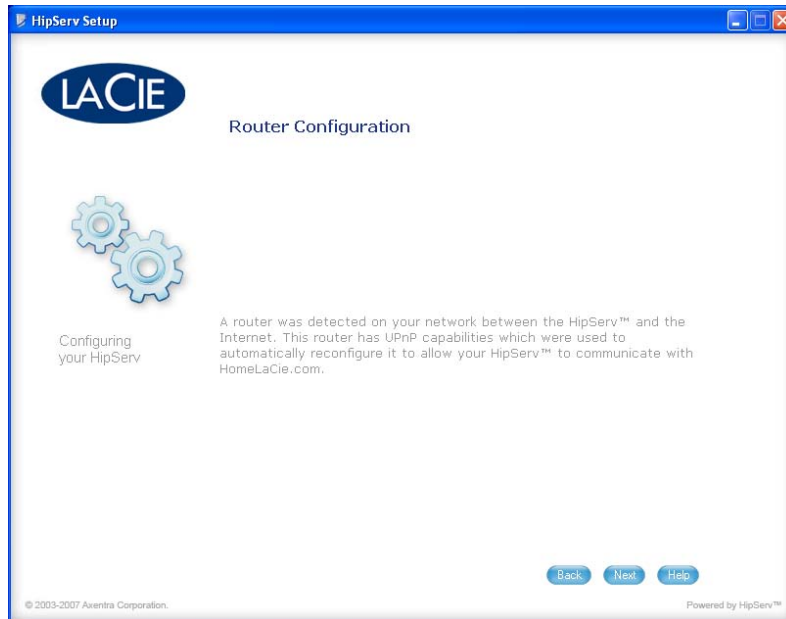 HipServ Setup
LACIE
Router Configuration
Configuring
your HipServ
A router was detected on your network between the HipServ™ and the
Internet. This router has UPnP capabilities which were used to
automatically reconfigure it to allow your HipServ™ to communicate with
HomeLaCie.com.
Back Next Help
© 2003-2007 Axentra Corporation.
Powered by HipServ™